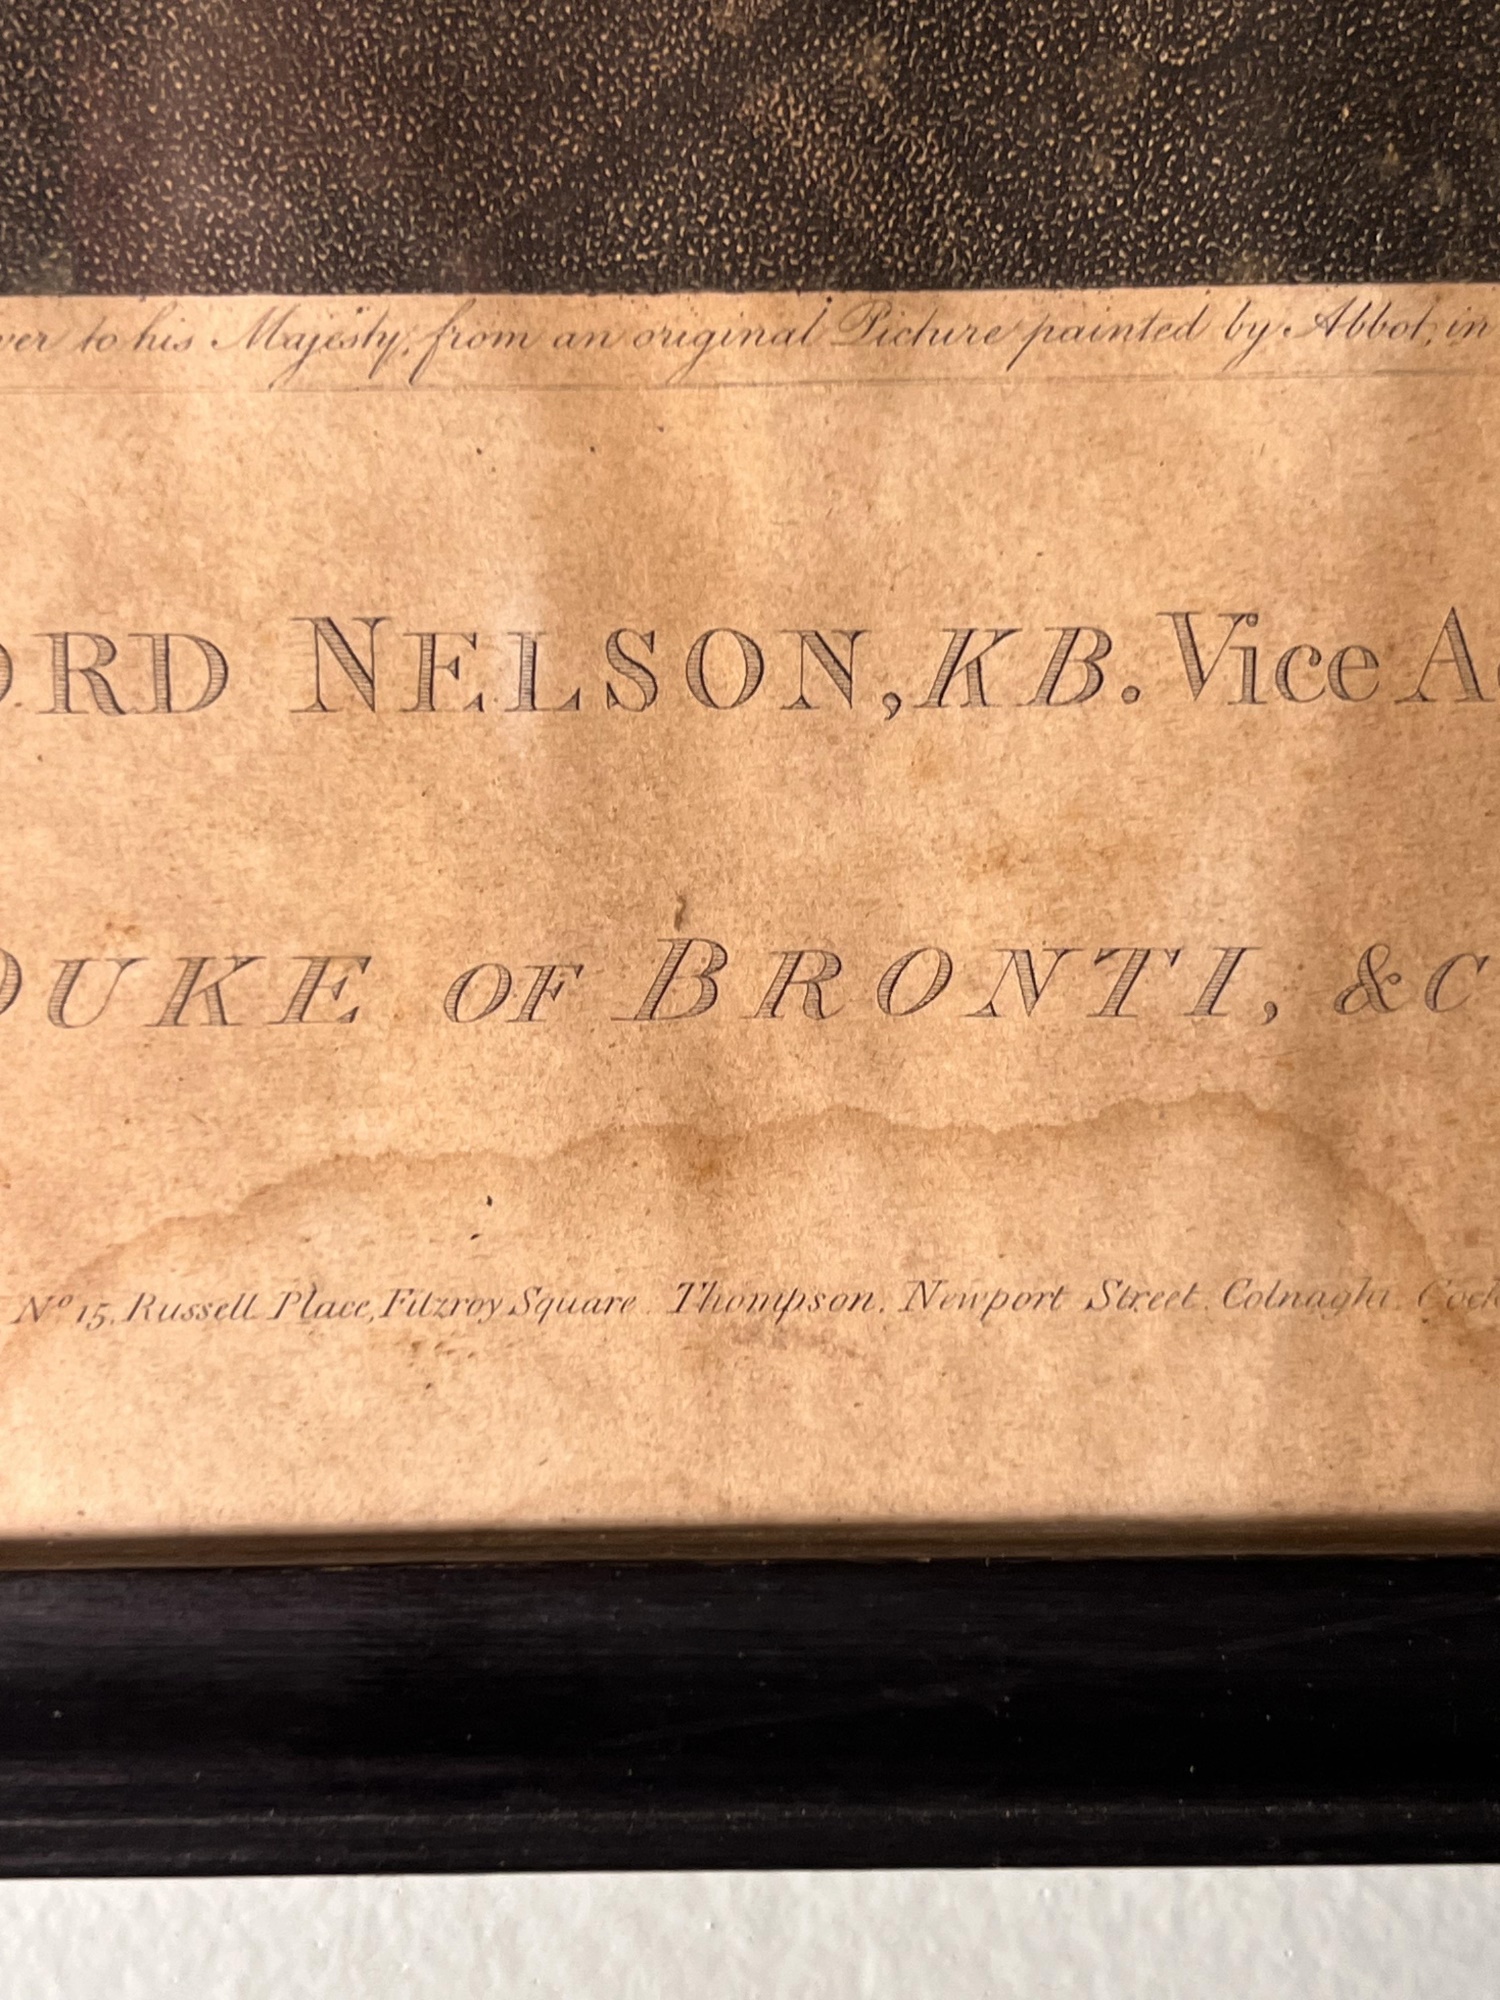 ver to his Majesty, from an original Picture painted by Abbot, in
ORD NELSON, KB. Vice A
DUKE OF BRONTI, &C
Nº 15, Russell Place, Fitzroy Square. Thompson, Newport Street. Colnaghi. Cock